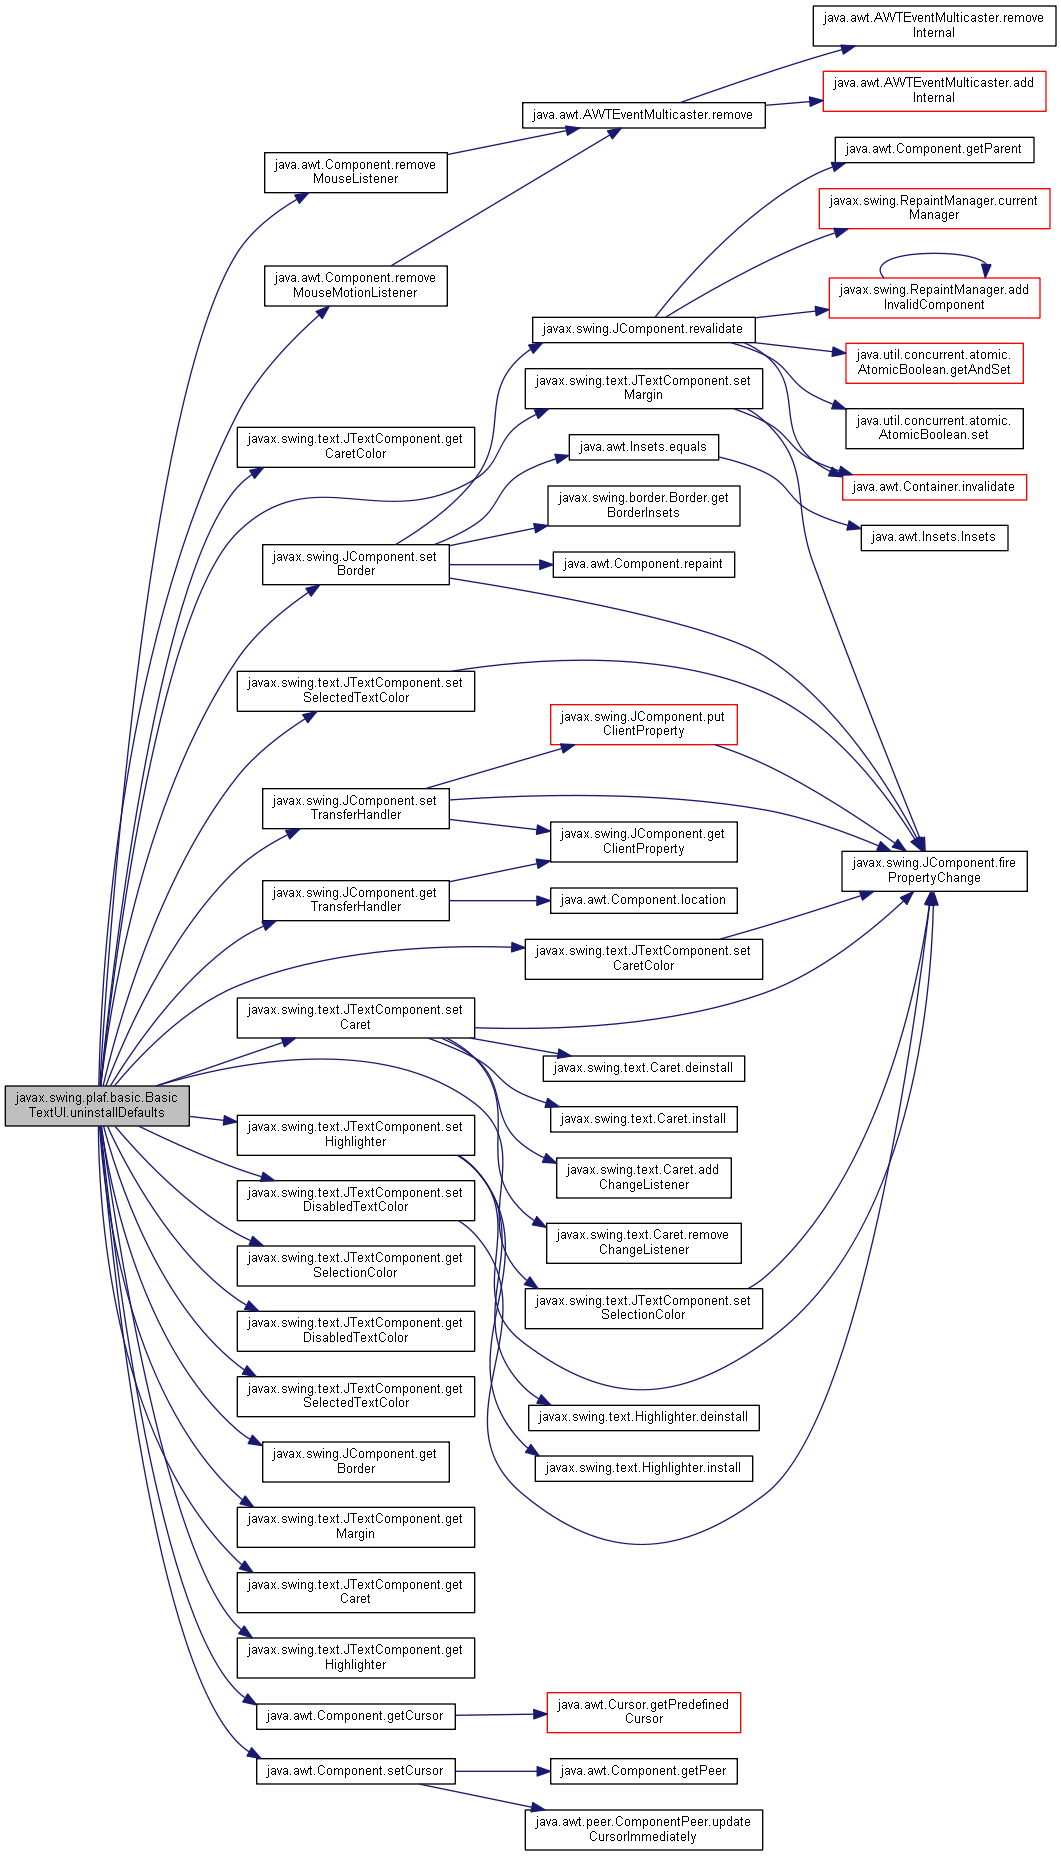 java.awt.AWTEventMulticaster.remove
Internal
java.awt.AWTEventMulticaster.add
Internal
java.awt.AWTEventMulticaster.remove
java.awt.Component.getParent
java.awt.Component.remove
MouseListener
javax.swing.RepaintManager.current
Manager
java.awt.Component.remove
MouseMotionListener
javax.swing.RepaintManager.add
InvalidComponent
javax.swing.JComponent.revalidate
java.util.concurrent.atomic.
AtomicBoolean.getAndSet
javax.swing.text.JTextComponent.set
Margin
java.util.concurrent.atomic.
AtomicBoolean.set
javax.swing.text.JTextComponent.get
CaretColor
java.awt.Insets.equals
java.awt.Container.invalidate
javax.swing.border.Border.get
BorderInsets
java.awt.Insets.Insets
javax.swing.JComponent.set
Border
java.awt.Component.repaint
javax.swing.text.JTextComponent.set
SelectedTextColor
javax.swing.JComponent.put
ClientProperty
javax.swing.JComponent.set
TransferHandler
javax.swing.JComponent.get
ClientProperty
javax.swing.JComponent.fire
PropertyChange
javax.swing.JComponent.get
TransferHandler
java.awt.Component.location
javax.swing.text.JTextComponent.set
CaretColor
javax.swing.text.JTextComponent.set
Caret
javax.swing.text.Caret.deinstall
javax.swing.plaf.basic.Basic
TextUI.uninstallDefaults
javax.swing.text.Caret.install
javax.swing.text.JTextComponent.set
Highlighter
javax.swing.text.Caret.add
ChangeListener
javax.swing.text.JTextComponent.set
DisabledTextColor
javax.swing.text.Caret.remove
ChangeListener
javax.swing.text.JTextComponent.get
SelectionColor
javax.swing.text.JTextComponent.set
SelectionColor
javax.swing.text.JTextComponent.get
DisabledTextColor
javax.swing.text.JTextComponent.get
SelectedTextColor
javax.swing.text.Highlighter.deinstall
javax.swing.JComponent.get
Border
javax.swing.text.Highlighter.install
javax.swing.text.JTextComponent.get
Margin
javax.swing.text.JTextComponent.get
Caret
javax.swing.text.JTextComponent.get
Highlighter
java.awt.Component.getCursor
java.awt.Cursor.getPredefined
Cursor
java.awt.Component.setCursor
java.awt.Component.getPeer
java.awt.peer.ComponentPeer.update
CursorImmediately